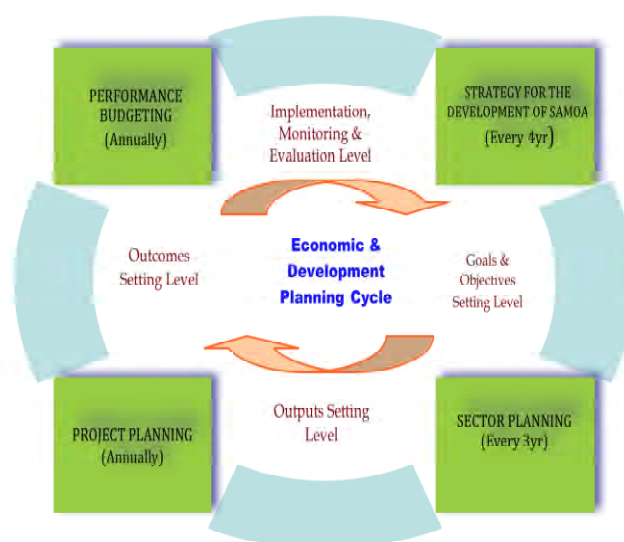 PERFORMANCE
BUDGETING
(Annually)
Implementation,
Monitoring &
Evaluation Level
STRATEGY FOR THE
DEVELOPMENT OF SAMOA
(Every 4yr)
Outcomes
Setting Level
Economic &
Development
Planning Cycle
Goals &
Objectives
Setting Level
PROJECT PLANNING
(Annually)
Outputs Setting
Level
SECTOR PLANNING
(Every 3yr)